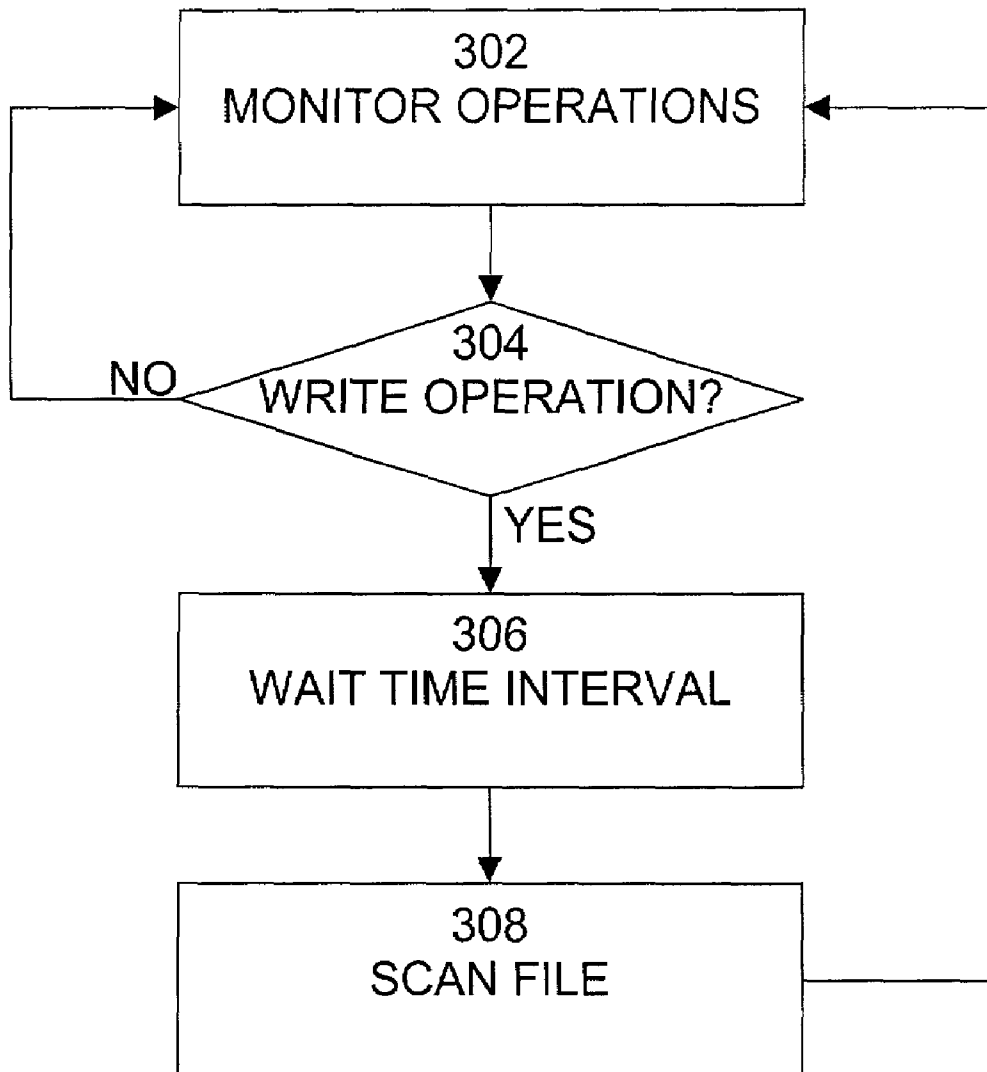 302
MONITOR OPERATIONS
304
WRITE OPERATION?
NO
YES
306
WAIT TIME INTERVAL
308
SCAN FILE